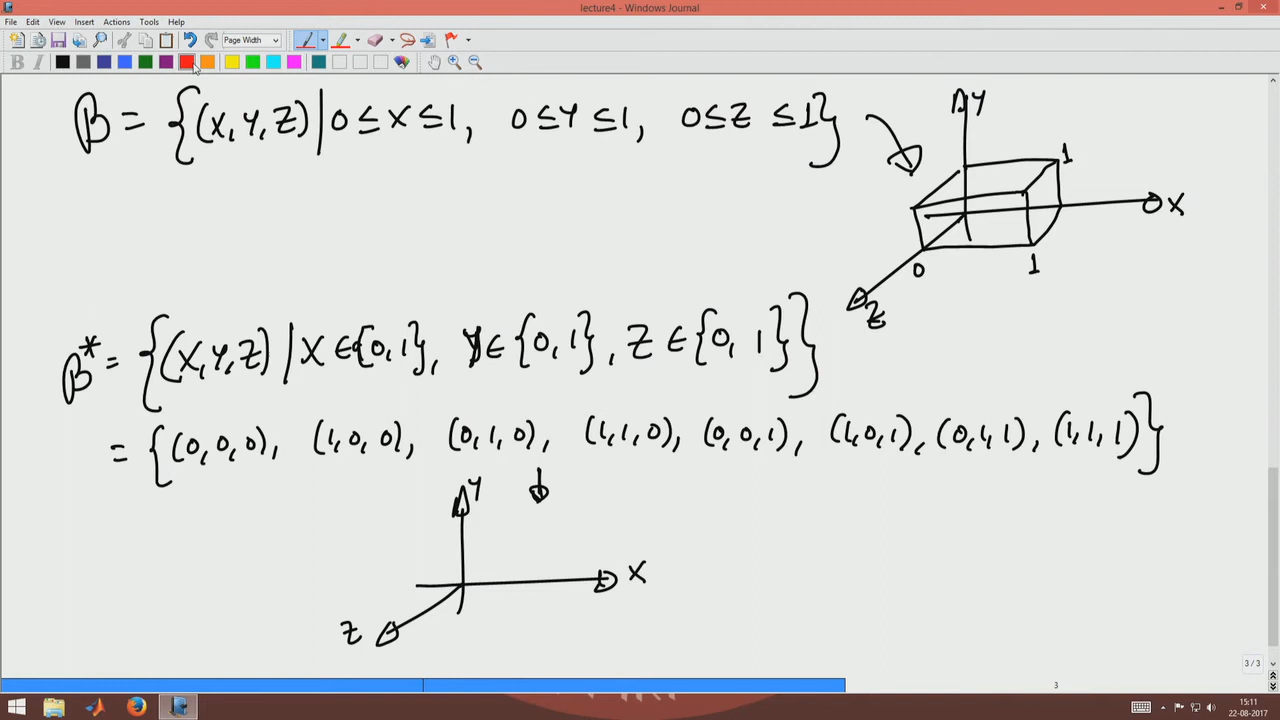 lecture4 - Windows Journal
File Edit View Insert Actions Tools Help
Page Width
B = {(X, Y, Z) | 0 ≤ X ≤ 1, 0 ≤ Y ≤ 1, 0 ≤ Z ≤ 1}
Y
1
X
0
1
Z
B* = {(X, Y, Z) | X ∈ {0, 1}, Y ∈ {0, 1}, Z ∈ {0, 1}}
= {(0, 0, 0), (1, 0, 0), (0, 1, 0), (1, 1, 0), (0, 0, 1), (1, 0, 1), (0, 1, 1), (1, 1, 1)}
Y
X
Z
3 / 3
3
15:11
22-08-2017